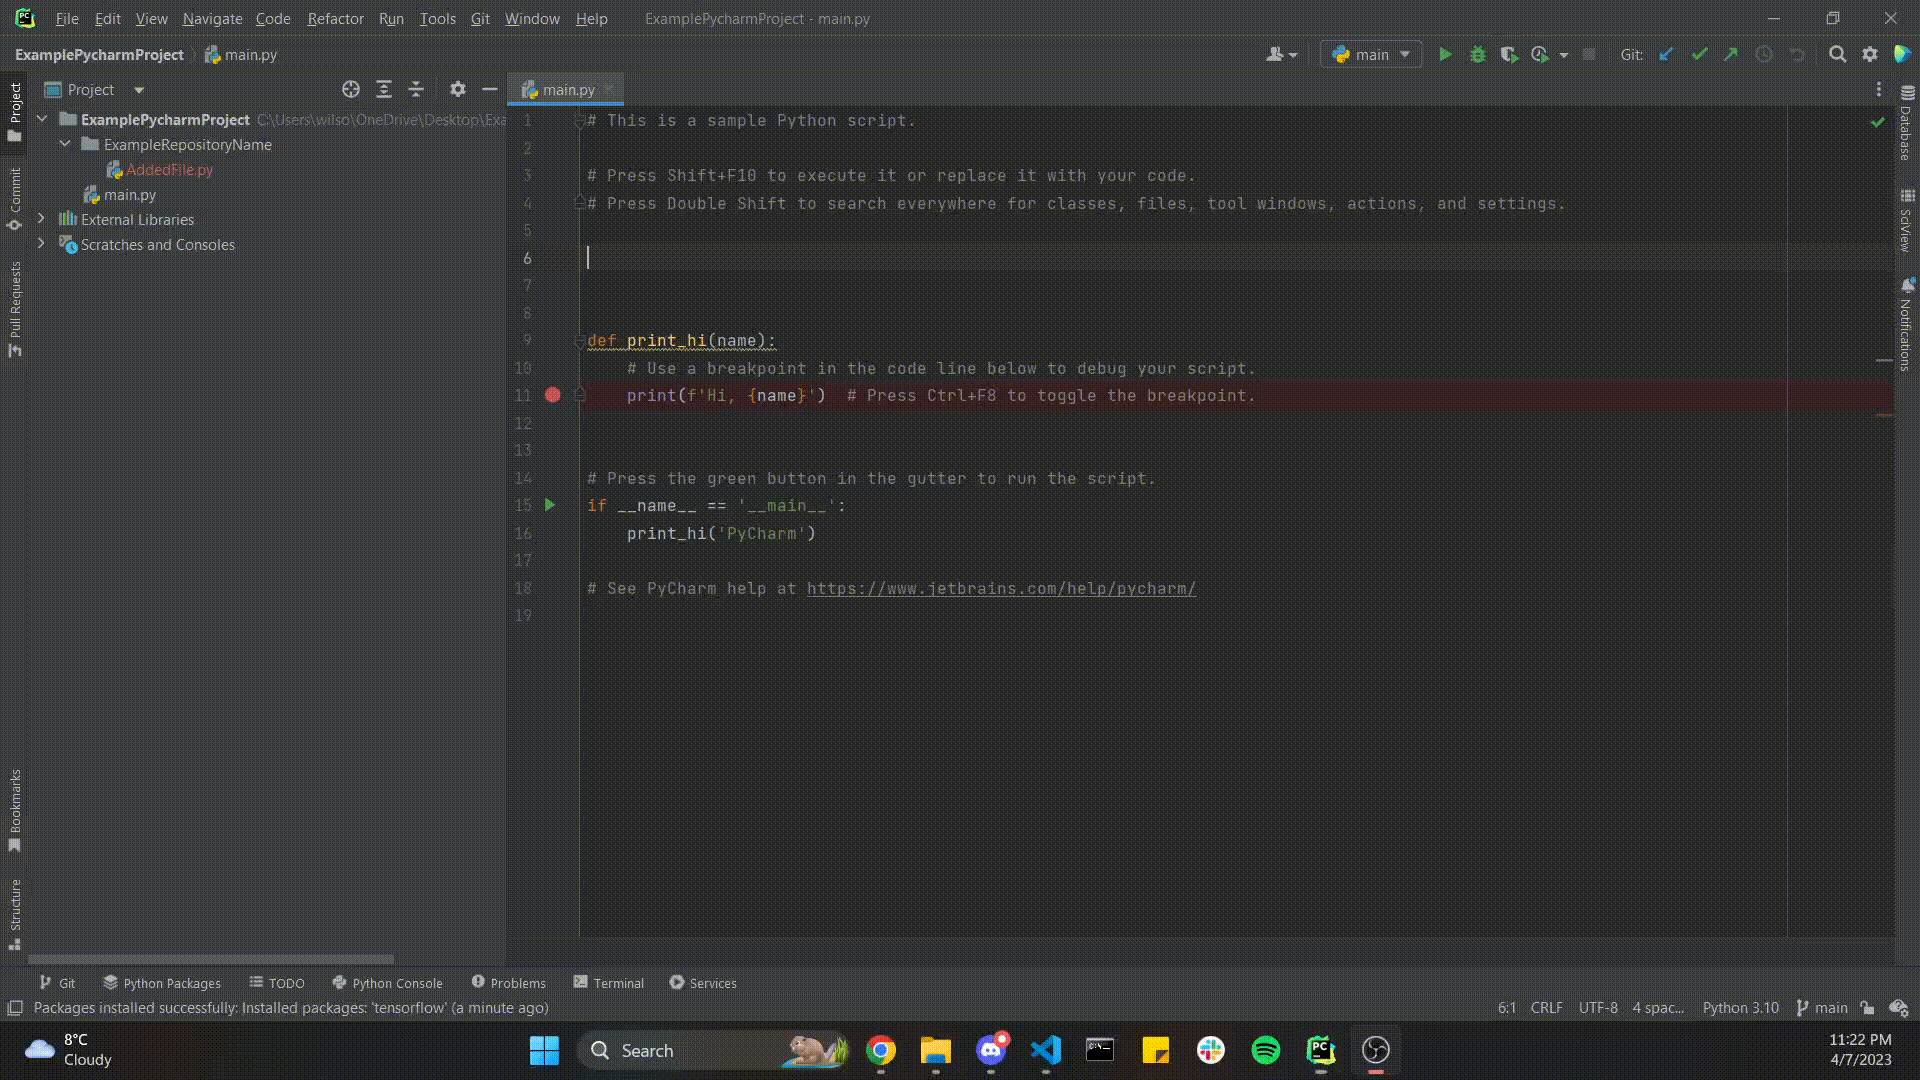 PC File Edit View Navigate Code Refactor Run Tools Git Window Help ExamplePycharmProject - main.py
ExamplePycharmProject main.py main Git:
Project
main.py
Project
Commit
Pull Requests
Bookmarks
Structure
ExamplePycharmProject C:\Users\wilso\OneDrive\Desktop\Exa
ExampleRepositoryName
AddedFile.py
main.py
External Libraries
Scratches and Consoles
1 # This is a sample Python script.
2
3 # Press Shift+F10 to execute it or replace it with your code.
4 # Press Double Shift to search everywhere for classes, files, tool windows, actions, and settings.
5
6
7
8
9 def print_hi(name):
10 # Use a breakpoint in the code line below to debug your script.
11 print(f'Hi, {name}') # Press Ctrl+F8 to toggle the breakpoint.
12
13
14 # Press the green button in the gutter to run the script.
15 if __name__ == '__main__':
16 print_hi('PyCharm')
17
18 # See PyCharm help at https://www.jetbrains.com/help/pycharm/
19
Database
SciView
Notifications
Git Python Packages TODO Python Console Problems Terminal Services
Packages installed successfully: Installed packages: 'tensorflow' (a minute ago) 6:1 CRLF UTF-8 4 spac... Python 3.10 main
8°C
Cloudy
Search
PC
11:22 PM
4/7/2023